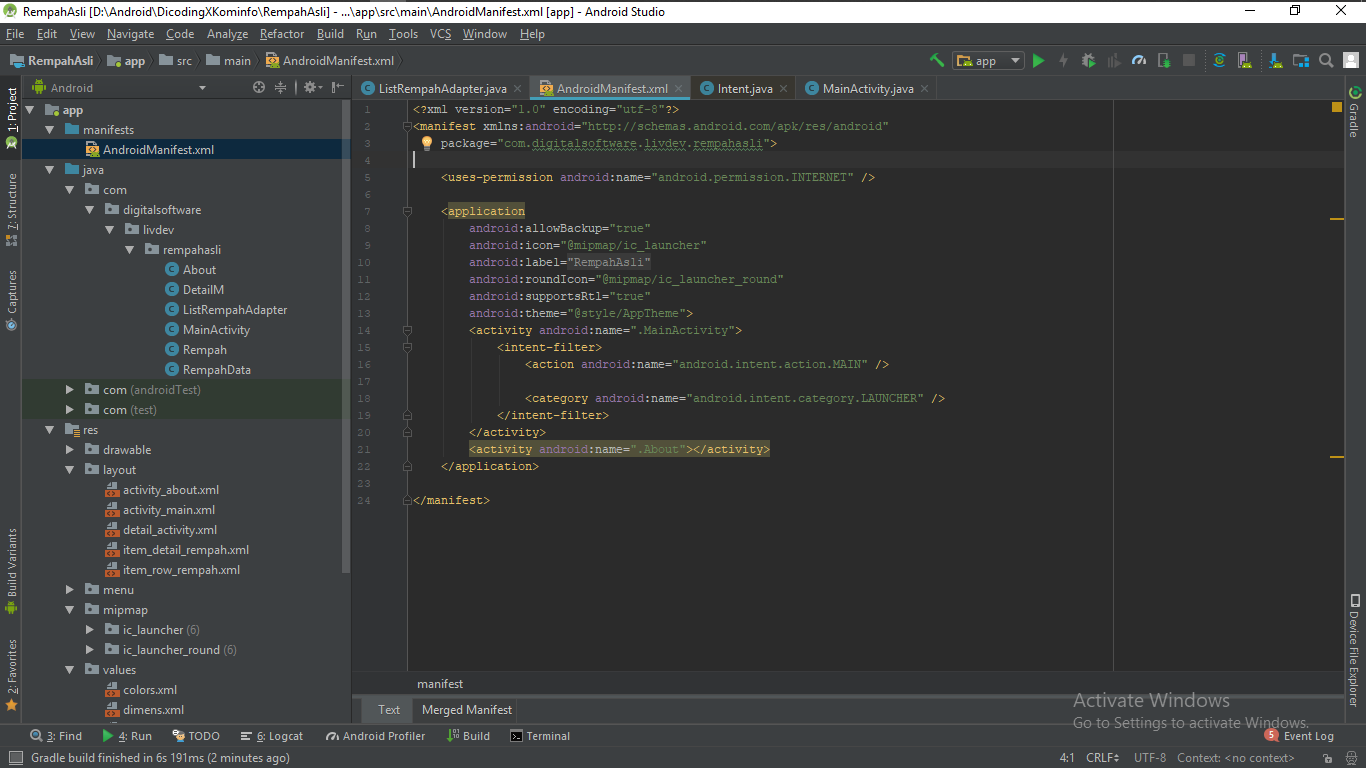 RempahAsli [D:\Android\DicodingXKominfo\RempahAsli] - ...\app\src\main\AndroidManifest.xml [app] - Android Studio
File Edit View Navigate Code Analyze Refactor Build Run Tools VCS Window Help
RempahAsli app src main AndroidManifest.xml app
Android
ListRempahAdapter.java AndroidManifest.xml Intent.java MainActivity.java
1: Project
7: Structure
Captures
Build Variants
2: Favorites
app
manifests
AndroidManifest.xml
java
com
digitalsoftware
livdev
rempahasli
About
DetailM
ListRempahAdapter
MainActivity
Rempah
RempahData
com (androidTest)
com (test)
res
drawable
layout
activity_about.xml
activity_main.xml
detail_activity.xml
item_detail_rempah.xml
item_row_rempah.xml
menu
mipmap
ic_launcher (6)
ic_launcher_round (6)
values
colors.xml
dimens.xml
1 <?xml version="1.0" encoding="utf-8"?>
2 <manifest xmlns:android="http://schemas.android.com/apk/res/android"
3 package="com.digitalsoftware.livdev.rempahasli">
4
5 <uses-permission android:name="android.permission.INTERNET" />
6
7 <application
8 android:allowBackup="true"
9 android:icon="@mipmap/ic_launcher"
10 android:label="RempahAsli"
11 android:roundIcon="@mipmap/ic_launcher_round"
12 android:supportsRtl="true"
13 android:theme="@style/AppTheme">
14 <activity android:name=".MainActivity">
15 <intent-filter>
16 <action android:name="android.intent.action.MAIN" />
17
18 <category android:name="android.intent.category.LAUNCHER" />
19 </intent-filter>
20 </activity>
21 <activity android:name=".About"></activity>
22 </application>
23
24 </manifest>
Gradle
Device File Explorer
manifest
Text Merged Manifest
Activate Windows
Go to Settings to activate Windows.
3: Find 4: Run TODO 6: Logcat Android Profiler Build Terminal 5 Event Log
Gradle build finished in 6s 191ms (2 minutes ago) 4:1 CRLF UTF-8 Context: <no context>